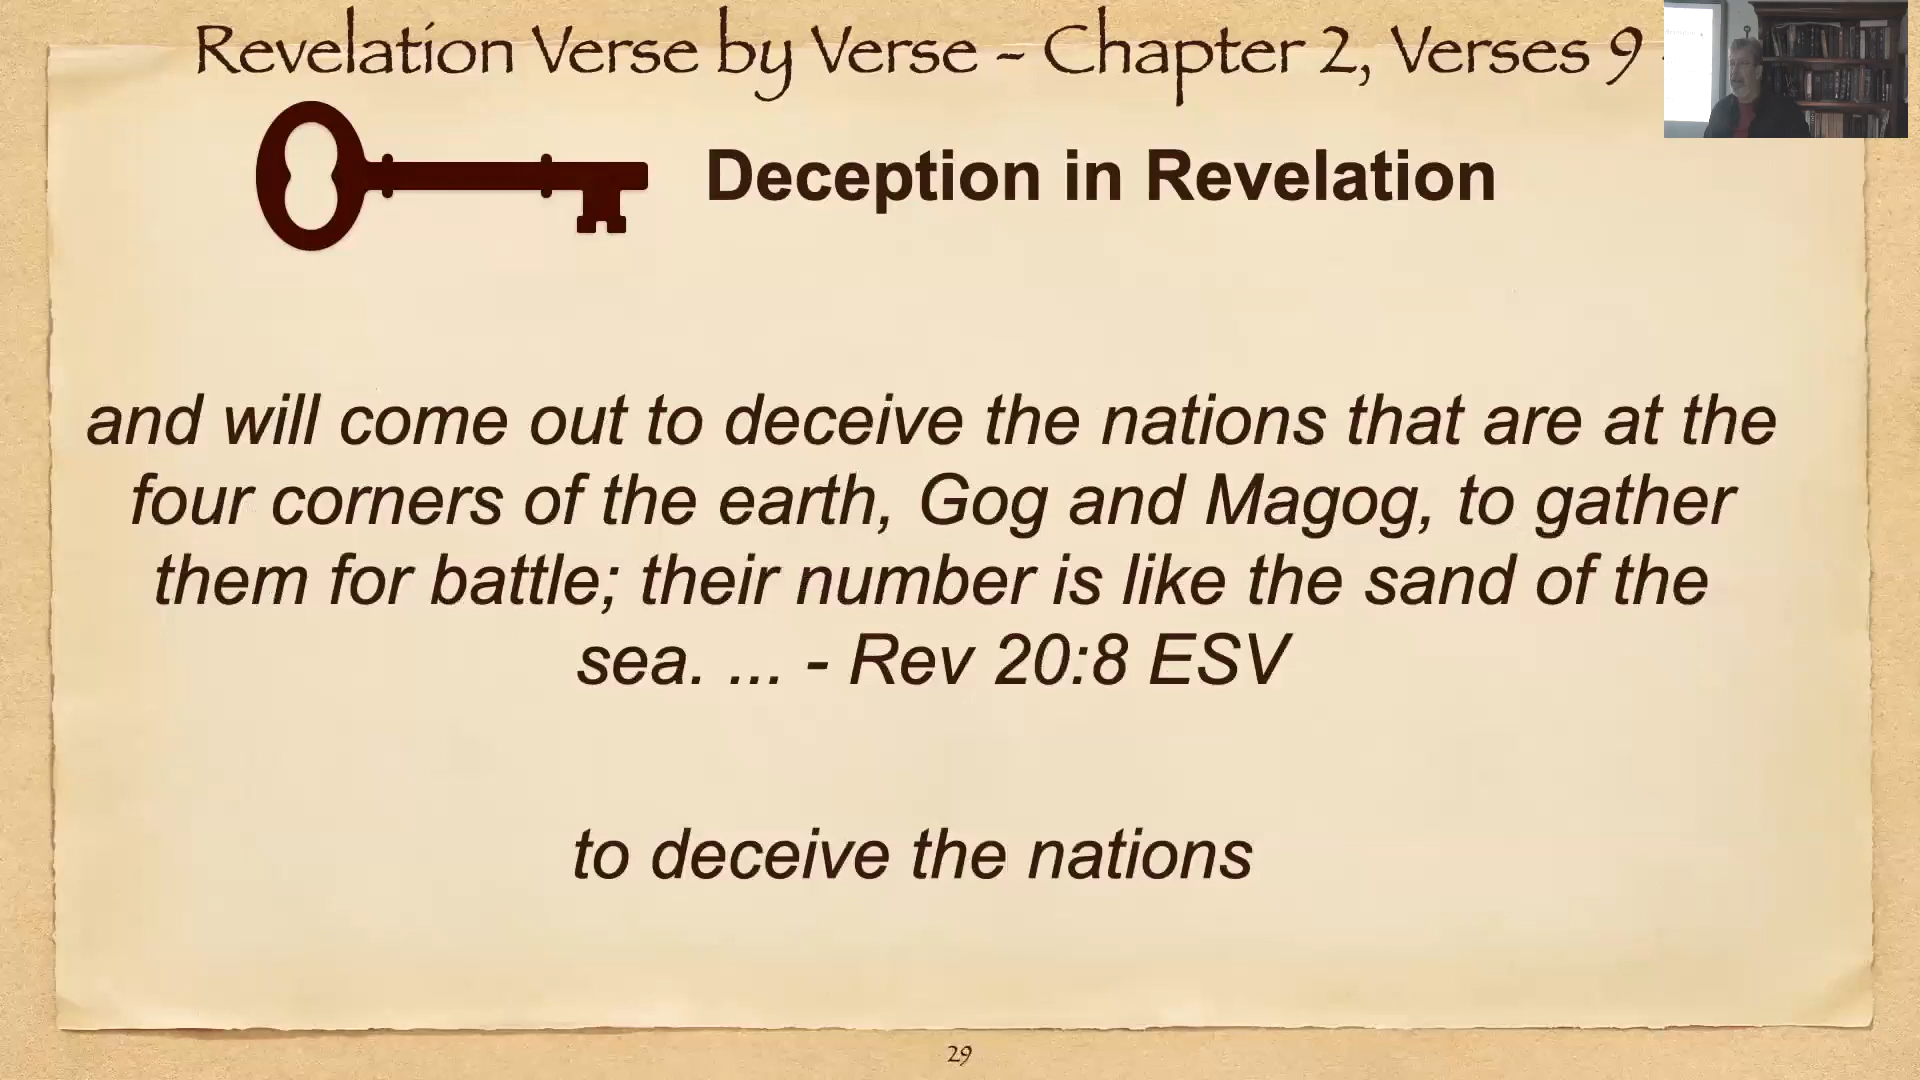 Revelation Verse by Verse - Chapter 2, Verses 9
Deception in Revelation
and will come out to deceive the nations that are at the
four corners of the earth, Gog and Magog, to gather
them for battle; their number is like the sand of the
sea. ... - Rev 20:8 ESV
to deceive the nations
29